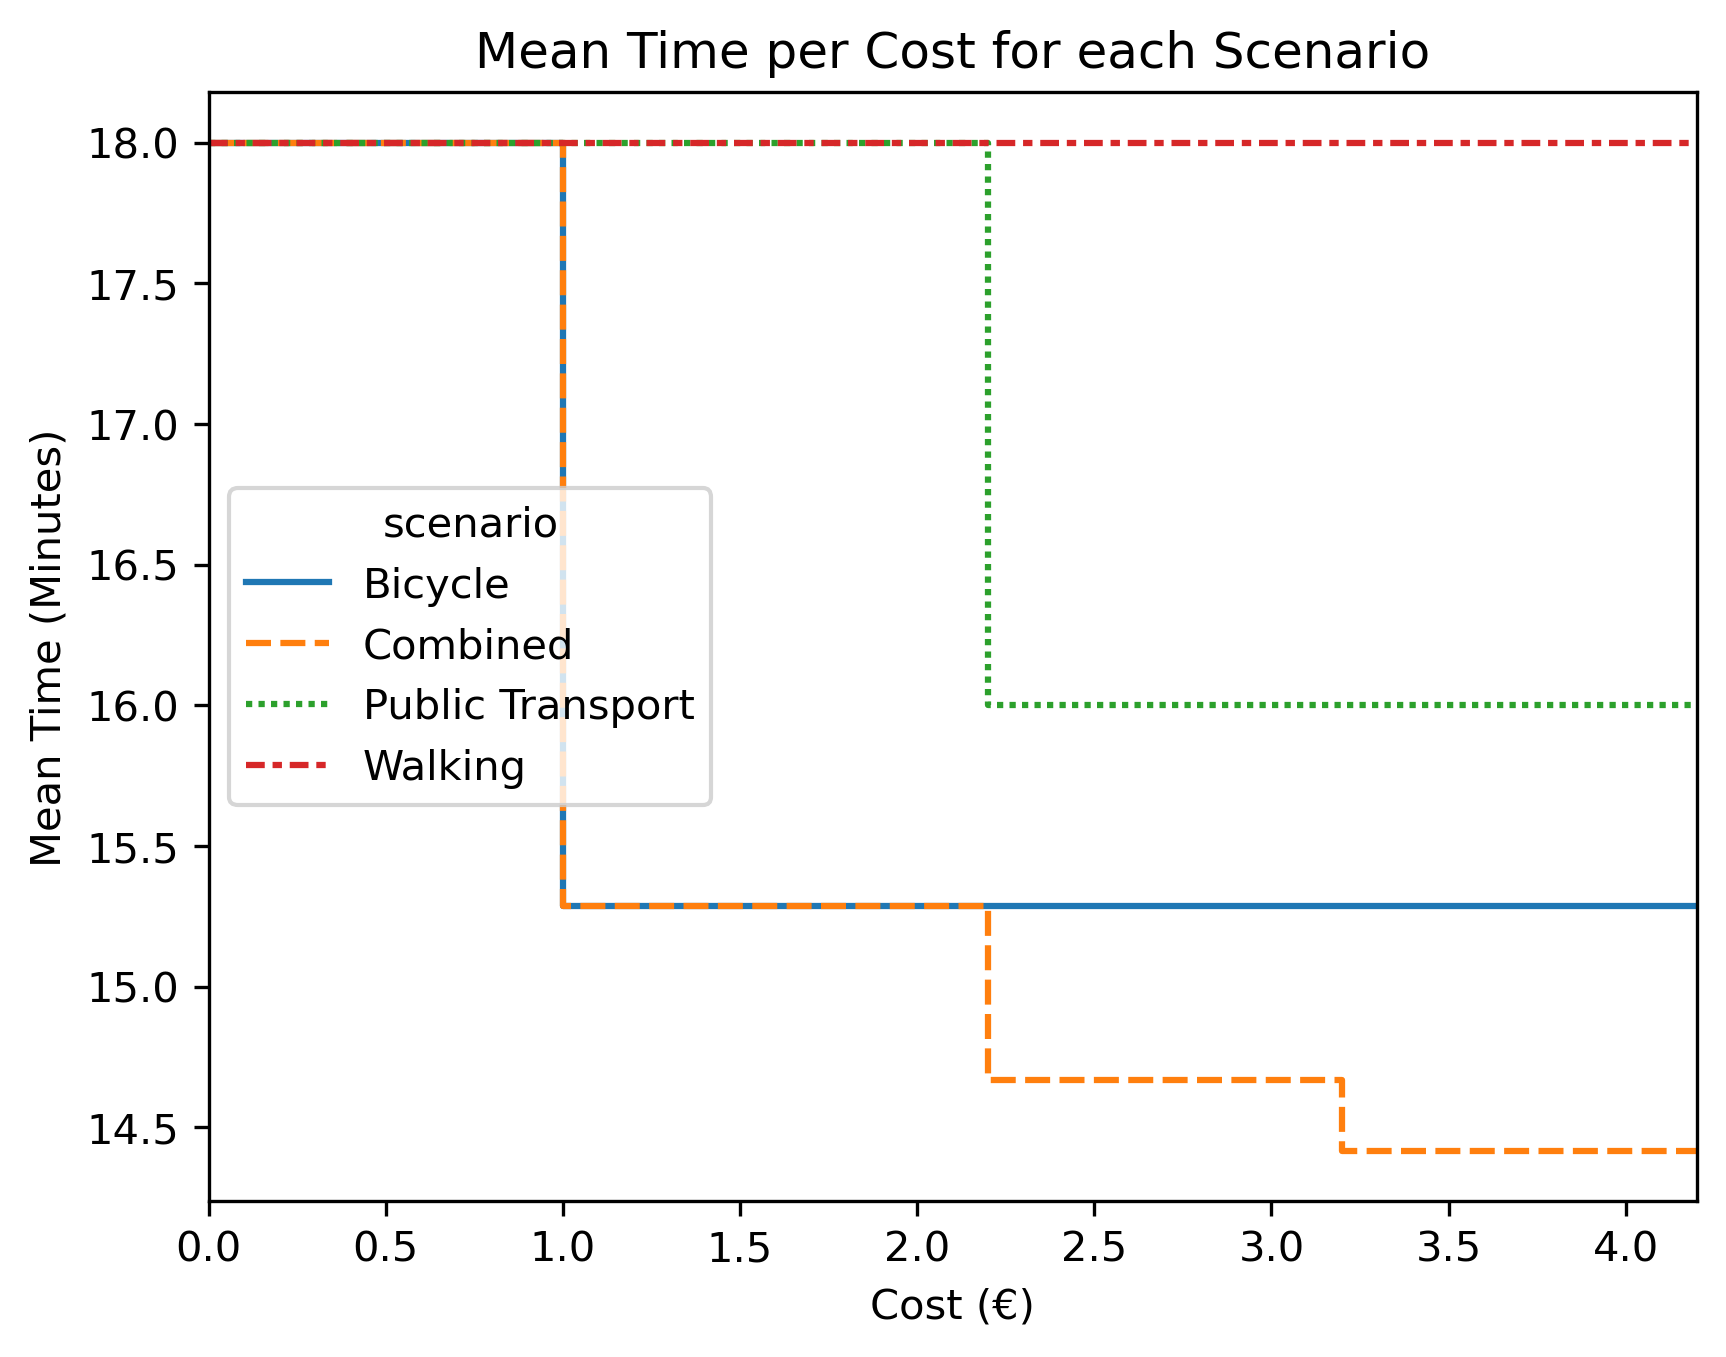 Mean Time per Cost for each Scenario
18.0
17.5
17.0
16.5
16.0
15.5
15.0
14.5
Mean Time (Minutes)
scenario
Bicycle
Combined
Public Transport
Walking
0.0 0.5 1.0 1.5 2.0 2.5 3.0 3.5 4.0
Cost (€)